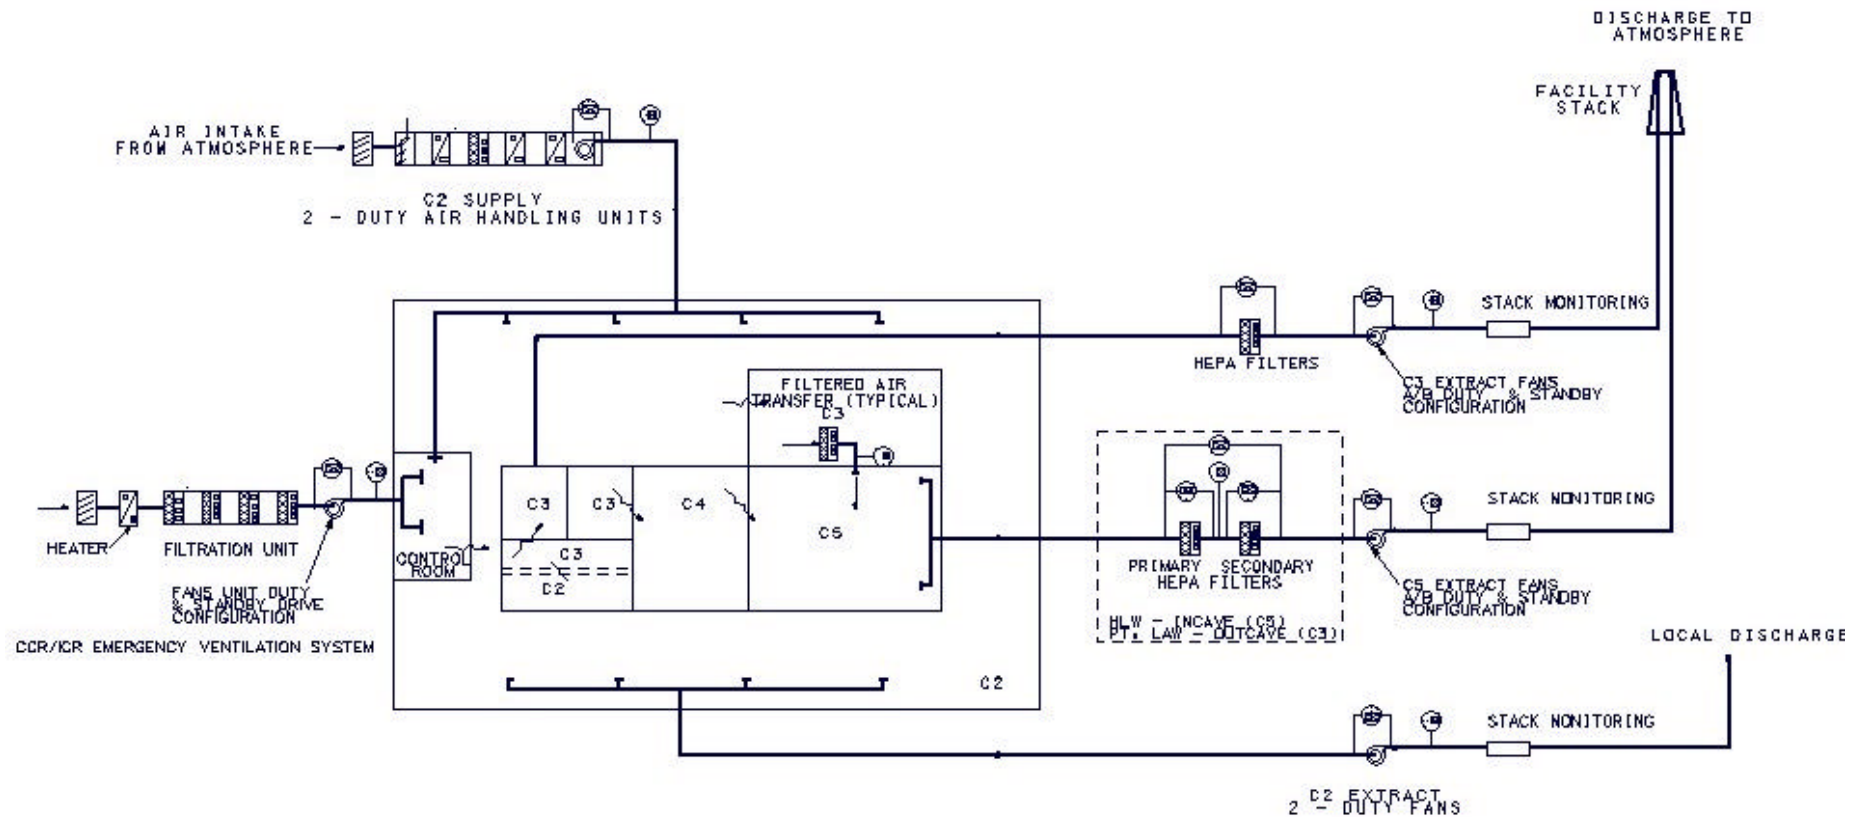 DISCHARGE TO
ATMOSPHERE
FACILITY
STACK
AIR INTAKE
FROM ATMOSPHERE
C2 SUPPLY
2 - DUTY AIR HANDLING UNITS
STACK MONITORING
HEPA FILTERS
C3 EXTRACT FANS
A/B DUTY & STANDBY
CONFIGURATION
FILTERED AIR
TRANSFER (TYPICAL)
C3
C3
C3
C4
C5
C3
C2
CONTROL
ROOM
HEATER
FILTRATION UNIT
FANS UNIT DUTY
& STANDBY DRIVE
CONFIGURATION
CCR/ICR EMERGENCY VENTILATION SYSTEM
STACK MONITORING
PRIMARY SECONDARY
HEPA FILTERS
C5 EXTRACT FANS
A/B DUTY & STANDBY
CONFIGURATION
HLW - INCAVE (C5)
PT, LAW - OUTCAVE (C3)
LOCAL DISCHARGE
C2
STACK MONITORING
C2 EXTRACT
2 - DUTY FANS